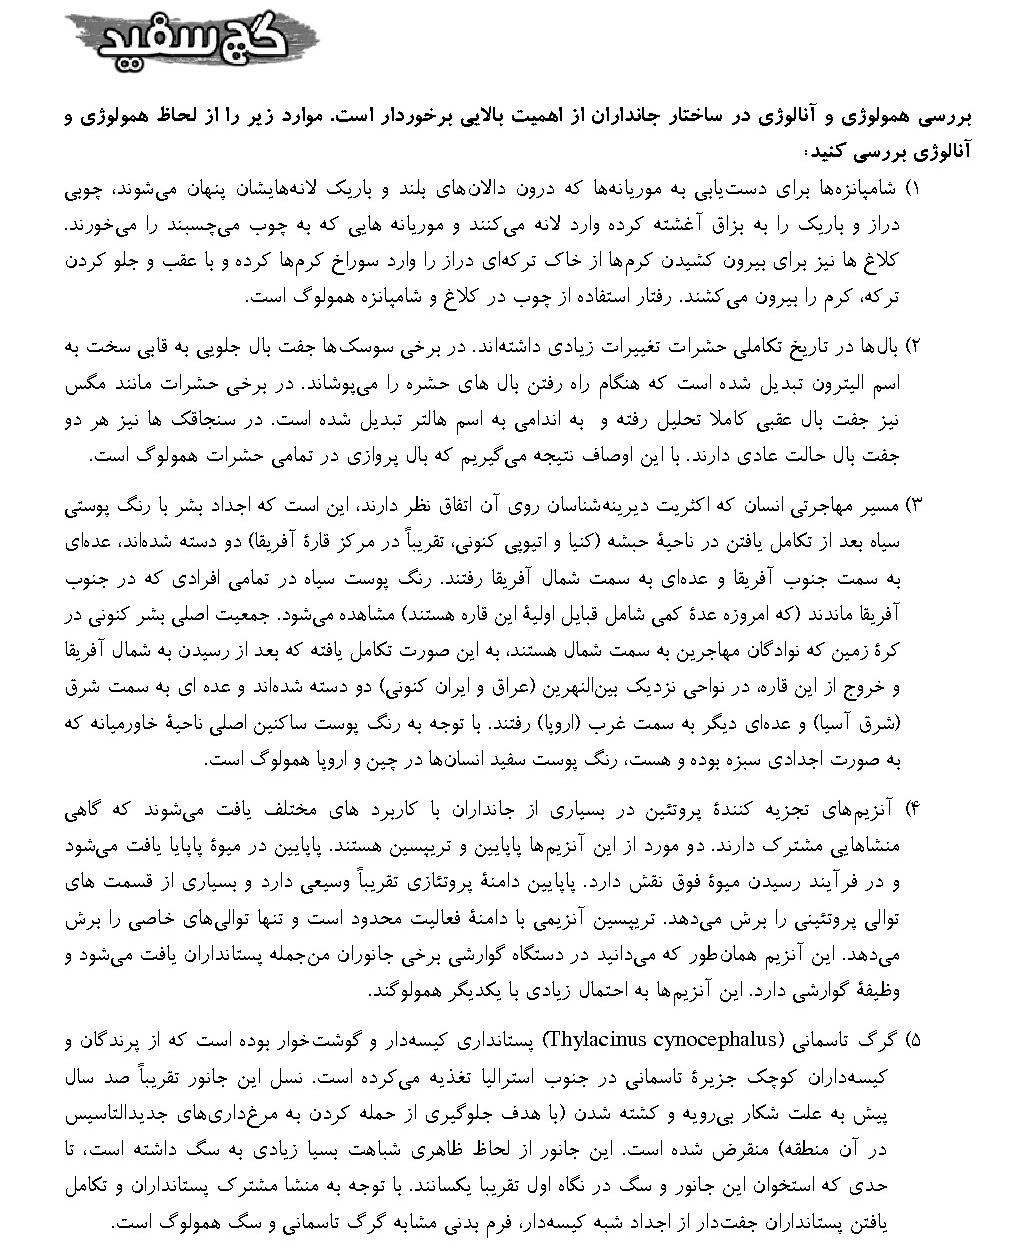 گچ سفید
بررسی همولوژی و آنالوژی در ساختار جانداران از اهمیت بالایی برخوردار است. موارد زیر را از لحاظ همولوژی و
آنالوژی بررسی کنید:
۱) شامپانزه‌ها برای دست‌یابی به موریانه‌ها که درون دالان‌های بلند و باریک لانه‌هایشان پنهان می‌شوند، چوبی
دراز و باریک را به بزاق آغشته کرده وارد لانه می‌کنند و موریانه هایی که به چوب می‌چسبند را می‌خورند.
کلاغ ها نیز برای بیرون کشیدن کرم‌ها از خاک ترکه‌ای دراز را وارد سوراخ کرم‌ها کرده و با عقب و جلو کردن
ترکه، کرم را بیرون می‌کشند. رفتار استفاده از چوب در کلاغ و شامپانزه همولوگ است.
۲) بال‌ها در تاریخ تکاملی حشرات تغییرات زیادی داشته‌اند. در برخی سوسک‌ها جفت بال جلویی به قابی سخت به
اسم الیترون تبدیل شده است که هنگام راه رفتن بال های حشره را می‌پوشاند. در برخی حشرات مانند مگس
نیز جفت بال عقبی کاملا تحلیل رفته و به اندامی به اسم هالتر تبدیل شده است. در سنجاقک ها نیز هر دو
جفت بال حالت عادی دارند. با این اوصاف نتیجه می‌گیریم که بال پروازی در تمامی حشرات همولوگ است.
۳) مسیر مهاجرتی انسان که اکثریت دیرینه‌شناسان روی آن اتفاق نظر دارند، این است که اجداد بشر با رنگ پوستی
سیاه بعد از تکامل یافتن در ناحیهٔ حبشه (کنیا و اتیوپی کنونی، تقریباً در مرکز قارهٔ آفریقا) دو دسته شده‌اند، عده‌ای
به سمت جنوب آفریقا و عده‌ای به سمت شمال آفریقا رفتند. رنگ پوست سیاه در تمامی افرادی که در جنوب
آفریقا ماندند (که امروزه عدهٔ کمی شامل قبایل اولیهٔ این قاره هستند) مشاهده می‌شود. جمعیت اصلی بشر کنونی در
کرهٔ زمین که نوادگان مهاجرین به سمت شمال هستند، به این صورت تکامل یافته که بعد از رسیدن به شمال آفریقا
و خروج از این قاره، در نواحی نزدیک بین‌النهرین (عراق و ایران کنونی) دو دسته شده‌اند و عده ای به سمت شرق
(شرق آسیا) و عده‌ای دیگر به سمت غرب (اروپا) رفتند. با توجه به رنگ پوست ساکنین اصلی ناحیهٔ خاورمیانه که
به صورت اجدادی سبزه بوده و هست، رنگ پوست سفید انسان‌ها در چین و اروپا همولوگ است.
۴) آنزیم‌های تجزیه کنندهٔ پروتئین در بسیاری از جانداران با کاربرد های مختلف یافت می‌شوند که گاهی
منشاهایی مشترک دارند. دو مورد از این آنزیم‌ها پاپایین و تریپسین هستند. پاپایین در میوهٔ پاپایا یافت می‌شود
و در فرآیند رسیدن میوهٔ فوق نقش دارد. پاپایین دامنهٔ پروتئازی تقریباً وسیعی دارد و بسیاری از قسمت های
توالی پروتئینی را برش می‌دهد. تریپسین آنزیمی با دامنهٔ فعالیت محدود است و تنها توالی‌های خاصی را برش
می‌دهد. این آنزیم همان‌طور که می‌دانید در دستگاه گوارشی برخی جانوران من‌جمله پستانداران یافت می‌شود و
وظیفهٔ گوارشی دارد. این آنزیم‌ها به احتمال زیادی با یکدیگر همولوگند.
۵) گرگ تاسمانی (Thylacinus cynocephalus) پستانداری کیسه‌دار و گوشت‌خوار بوده است که از پرندگان و
کیسه‌داران کوچک جزیرهٔ تاسمانی در جنوب استرالیا تغذیه می‌کرده است. نسل این جانور تقریباً صد سال
پیش به علت شکار بی‌رویه و کشته شدن (با هدف جلوگیری از حمله کردن به مرغ‌داری‌های جدیدالتاسیس
در آن منطقه) منقرض شده است. این جانور از لحاظ ظاهری شباهت بسیا زیادی به سگ داشته است، تا
حدی که استخوان این جانور و سگ در نگاه اول تقریبا یکسانند. با توجه به منشا مشترک پستانداران و تکامل
یافتن پستانداران جفت‌دار از اجداد شبه کیسه‌دار، فرم بدنی مشابه گرگ تاسمانی و سگ همولوگ است.